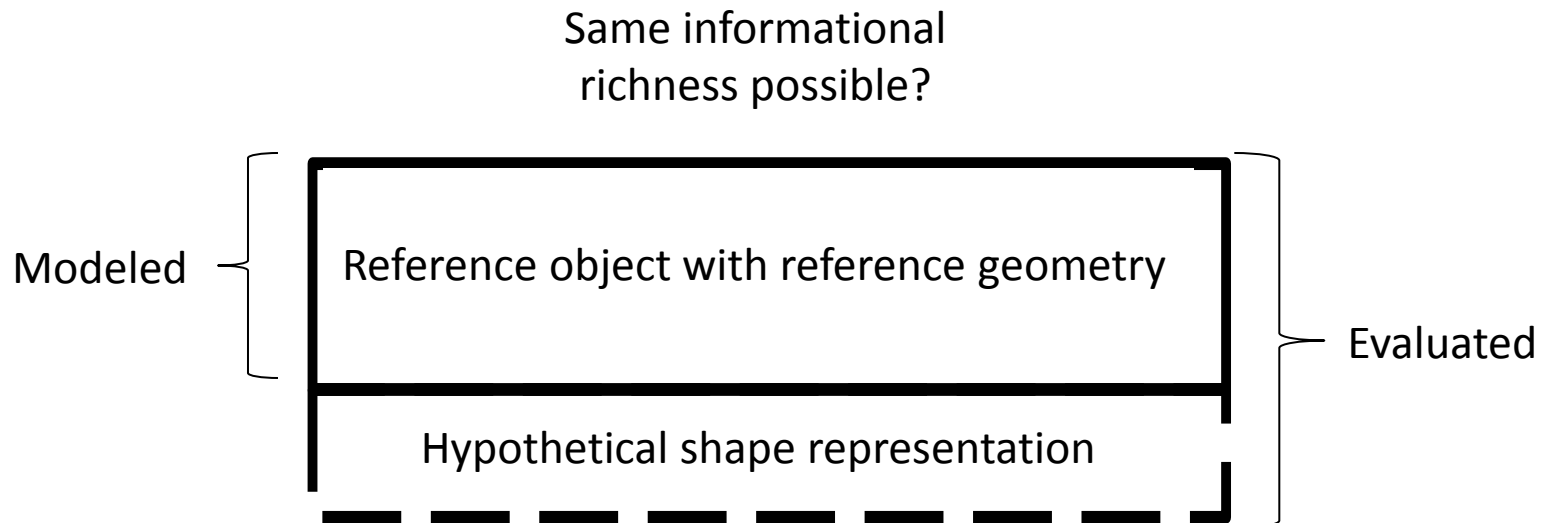 Same informational
richness possible?
Modeled
Reference object with reference geometry
Evaluated
Hypothetical shape representation